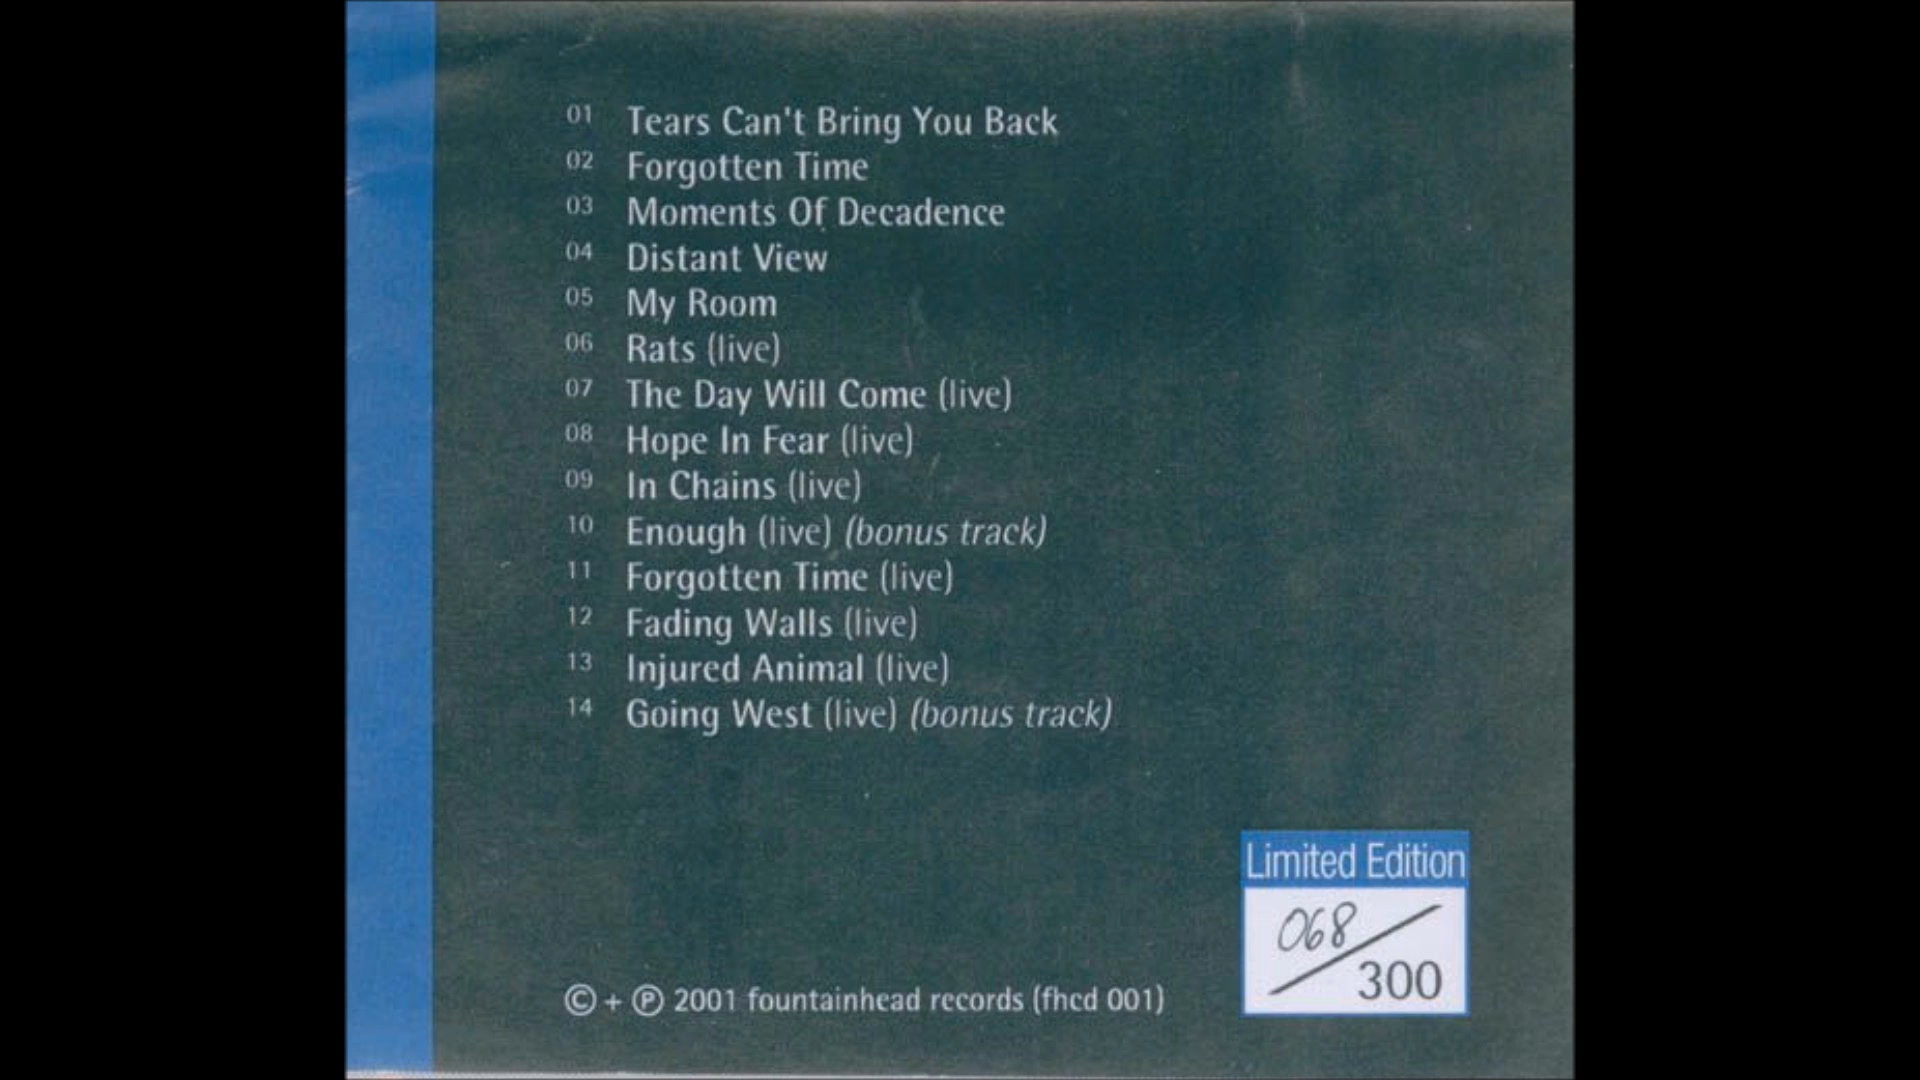 01 Tears Can't Bring You Back
02 Forgotten Time
03 Moments Of Decadence
04 Distant View
05 My Room
06 Rats (live)
07 The Day Will Come (live)
08 Hope In Fear (live)
09 In Chains (live)
10 Enough (live) (bonus track)
11 Forgotten Time (live)
12 Fading Walls (live)
13 Injured Animal (live)
14 Going West (live) (bonus track)
Limited Edition
068/300
© + ℗ 2001 fountainhead records (fhcd 001)